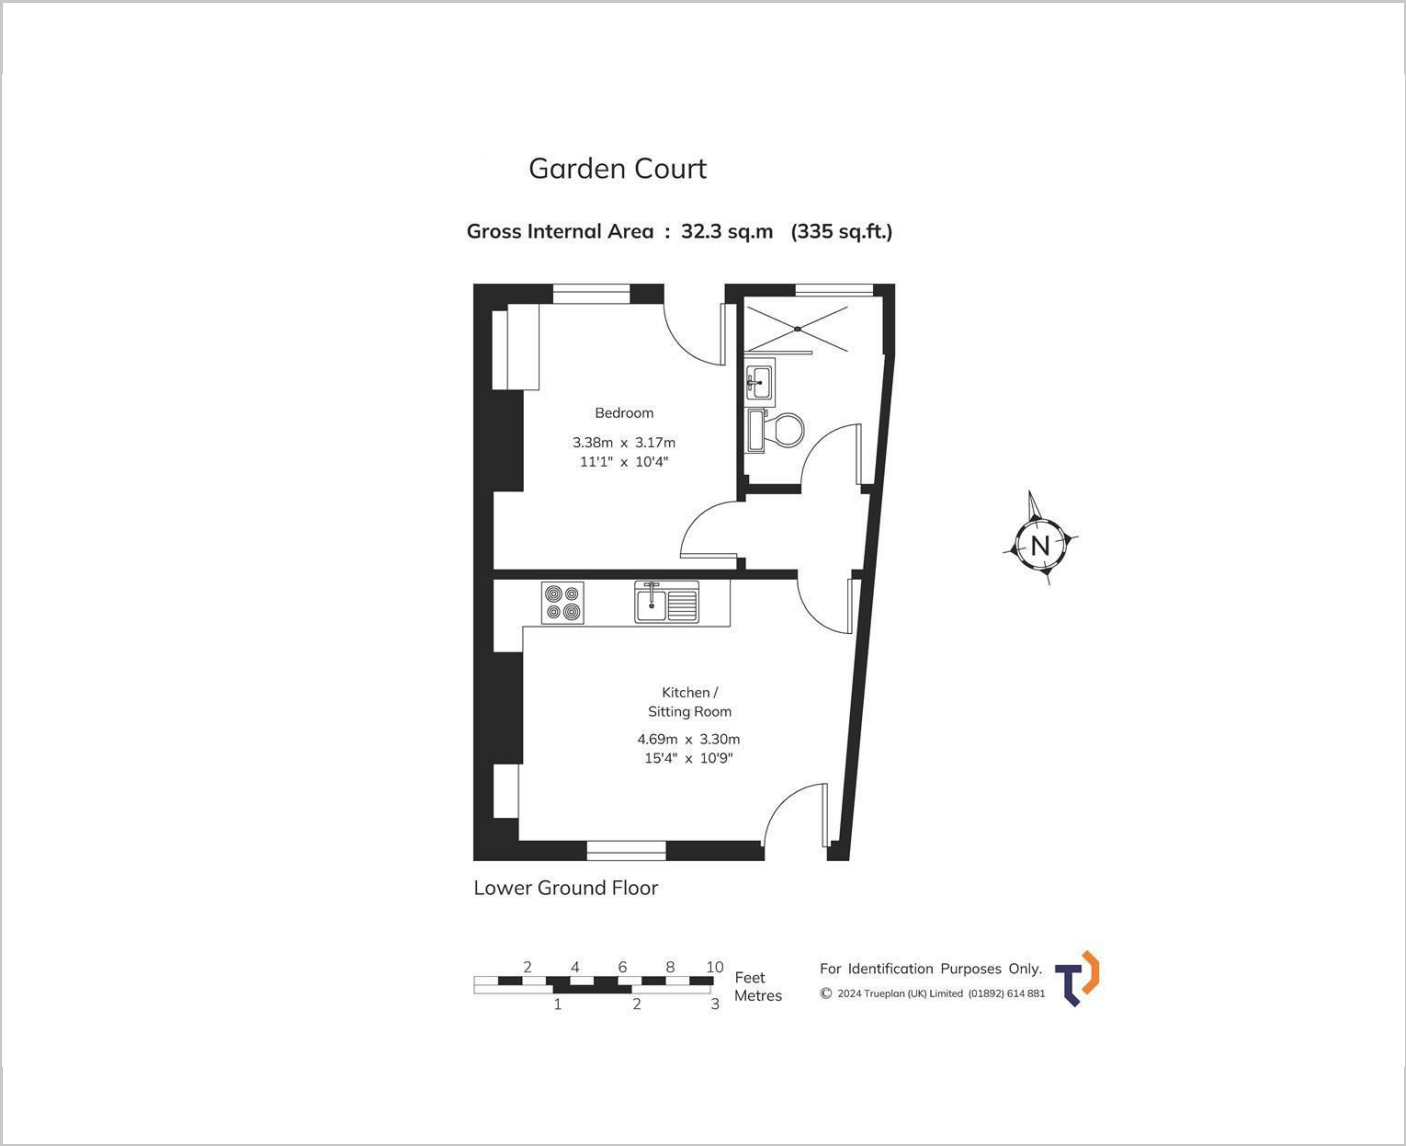 Garden Court
Gross Internal Area : 32.3 sq.m (335 sq.ft.)
Bedroom
3.38m x 3.17m
11'1" x 10'4"
N
Kitchen /
Sitting Room
4.69m x 3.30m
15'4" x 10'9"
Lower Ground Floor
2 4 6 8 10
Feet
Metres
1 2 3
For Identification Purposes Only.
© 2024 Trueplan (UK) Limited (01892) 614 881